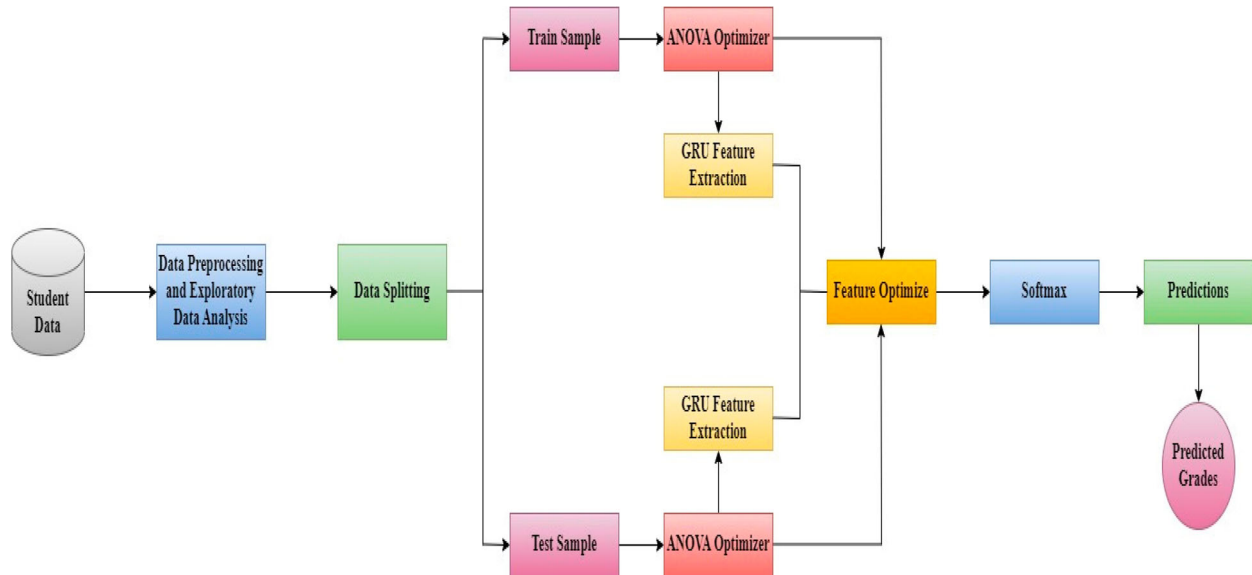 Train Sample
ANOVA Optimizer
GRU Feature
Extraction
Student
Data
Data Preprocessing
and Exploratory
Data Analysis
Data Splitting
Feature Optimize
Softmax
Predictions
GRU Feature
Extraction
Predicted
Grades
Test Sample
ANOVA Optimizer